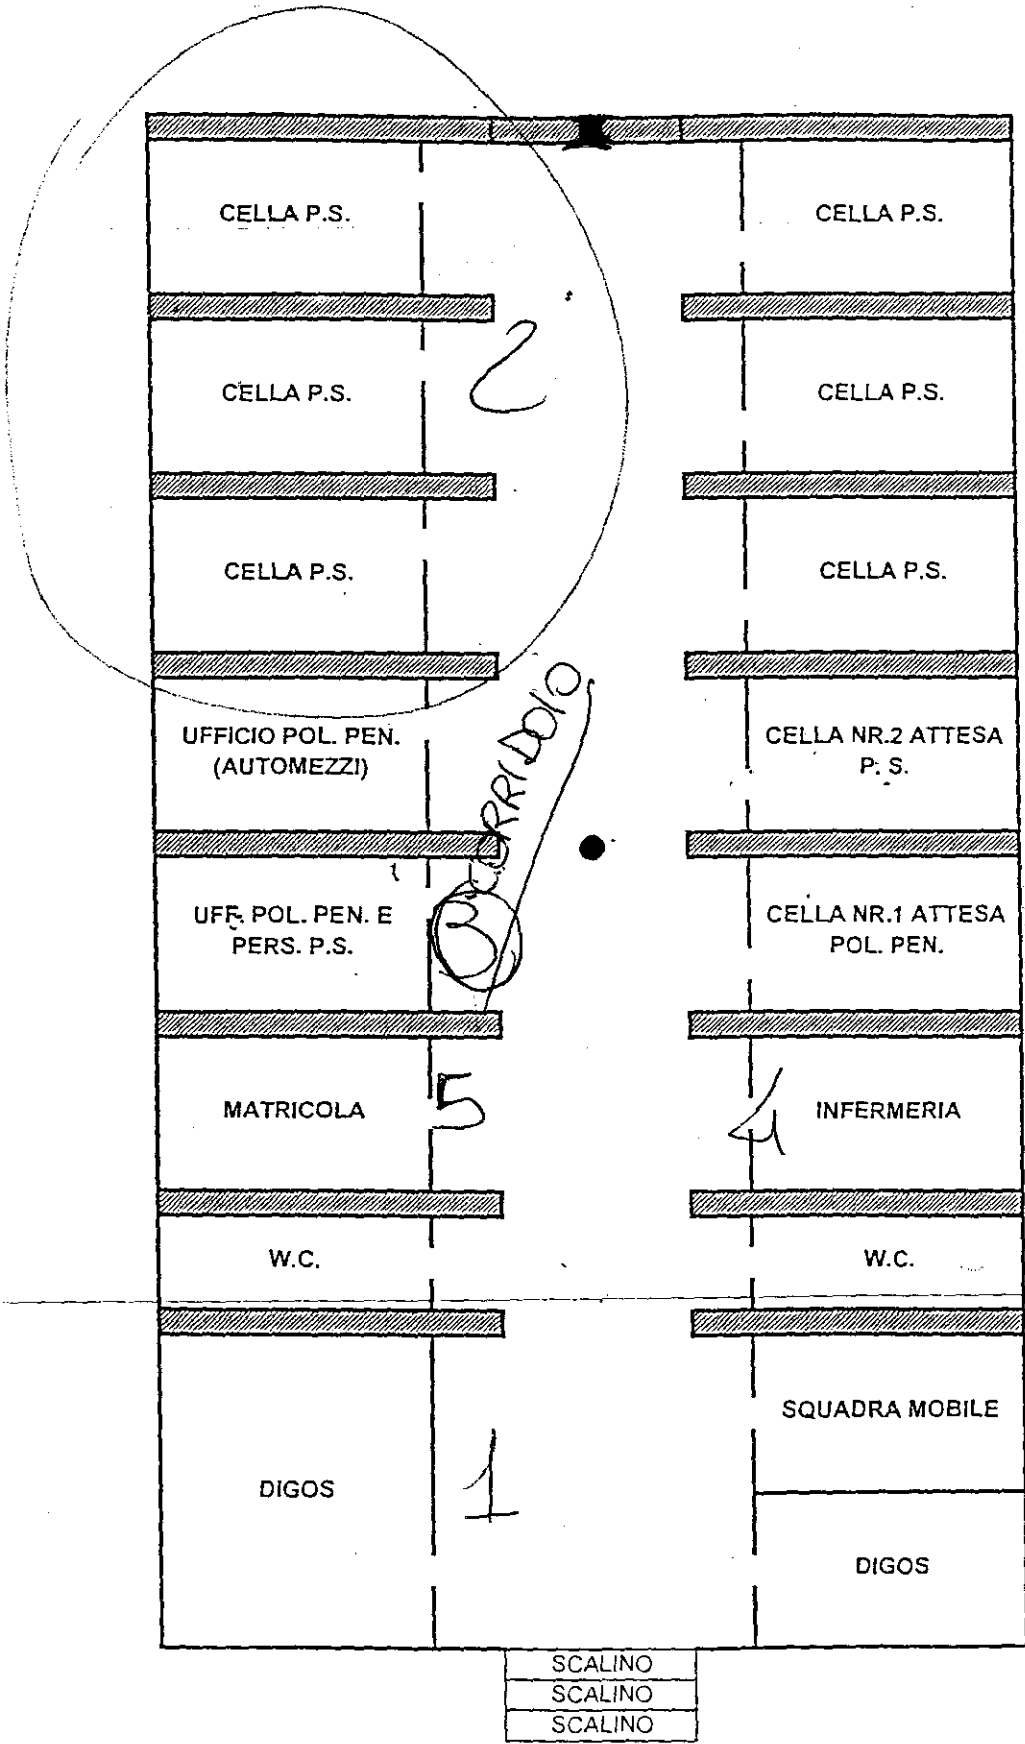 CELLA P.S.
CELLA P.S.
CELLA P.S.
2
CELLA P.S.
CELLA P.S.
CELLA P.S.
UFFICIO POL. PEN.
(AUTOMEZZI)
CORRIDOIO
CELLA NR.2 ATTESA
P. S.
UFF. POL. PEN. E
PERS. P.S.
3
CELLA NR.1 ATTESA
POL. PEN.
MATRICOLA
5
4
INFERMERIA
W.C.
W.C.
DIGOS
1
SQUADRA MOBILE
DIGOS
SCALINO
SCALINO
SCALINO